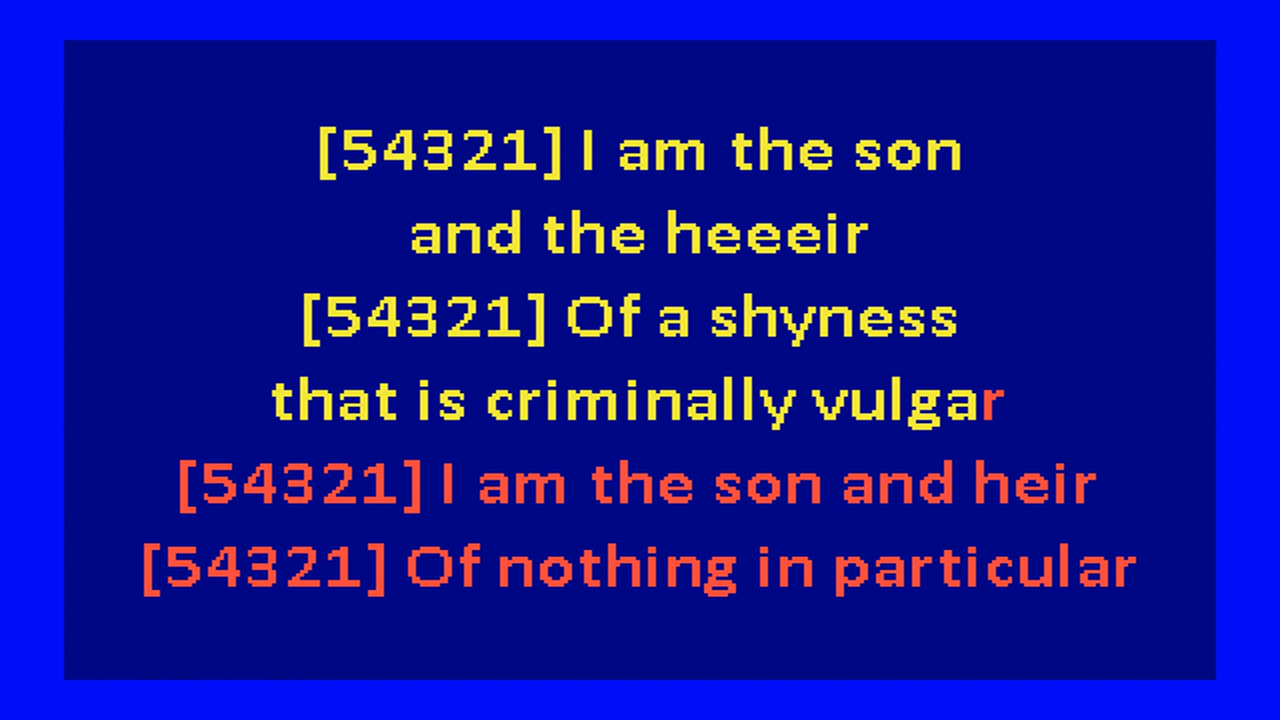 [54321] I am the son
and the heeeir
[54321] Of a shyness
that is criminally vulgar
[54321] I am the son and heir
[54321] Of nothing in particular